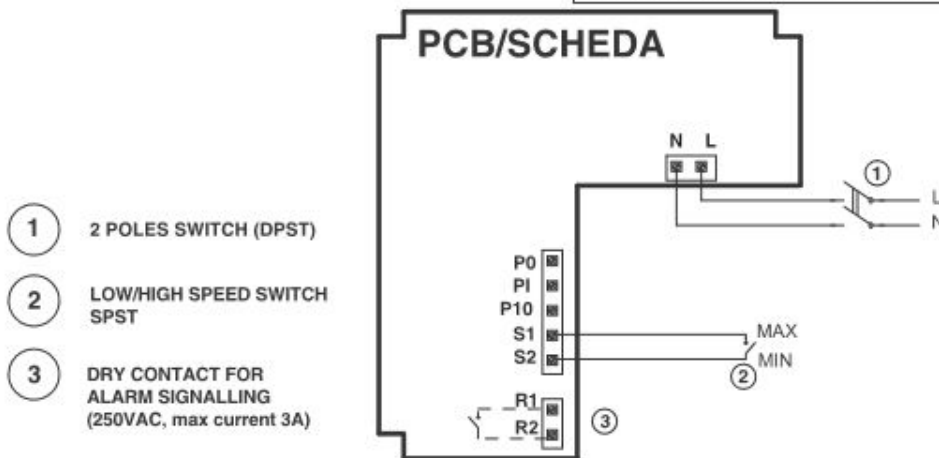 PCB/SCHEDA
N L
1
L
N
1 2 POLES SWITCH (DPST)
2 LOW/HIGH SPEED SWITCH
SPST
3 DRY CONTACT FOR
ALARM SIGNALLING
(250VAC, max current 3A)
P0
PI
P10
S1
S2
MAX
MIN
2
R1
R2
3